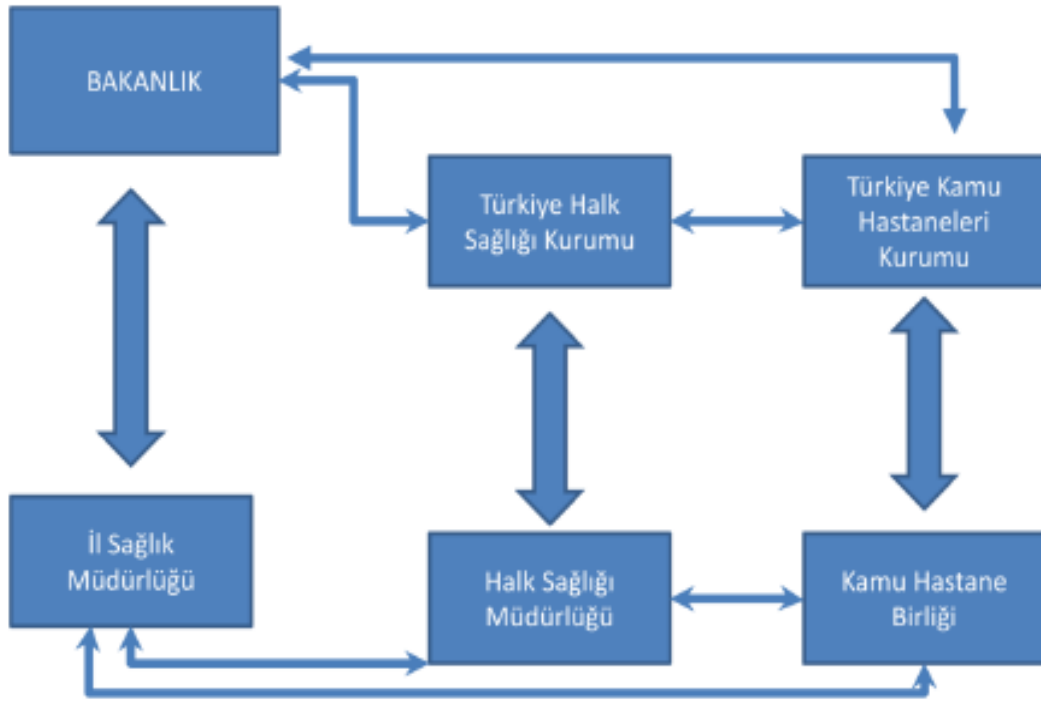 BAKANLIK
Türkiye Halk
Sağlığı Kurumu
Türkiye Kamu
Hastaneleri
Kurumu
İl Sağlık
Müdürlüğü
Halk Sağlığı
Müdürlüğü
Kamu Hastane
Birliği